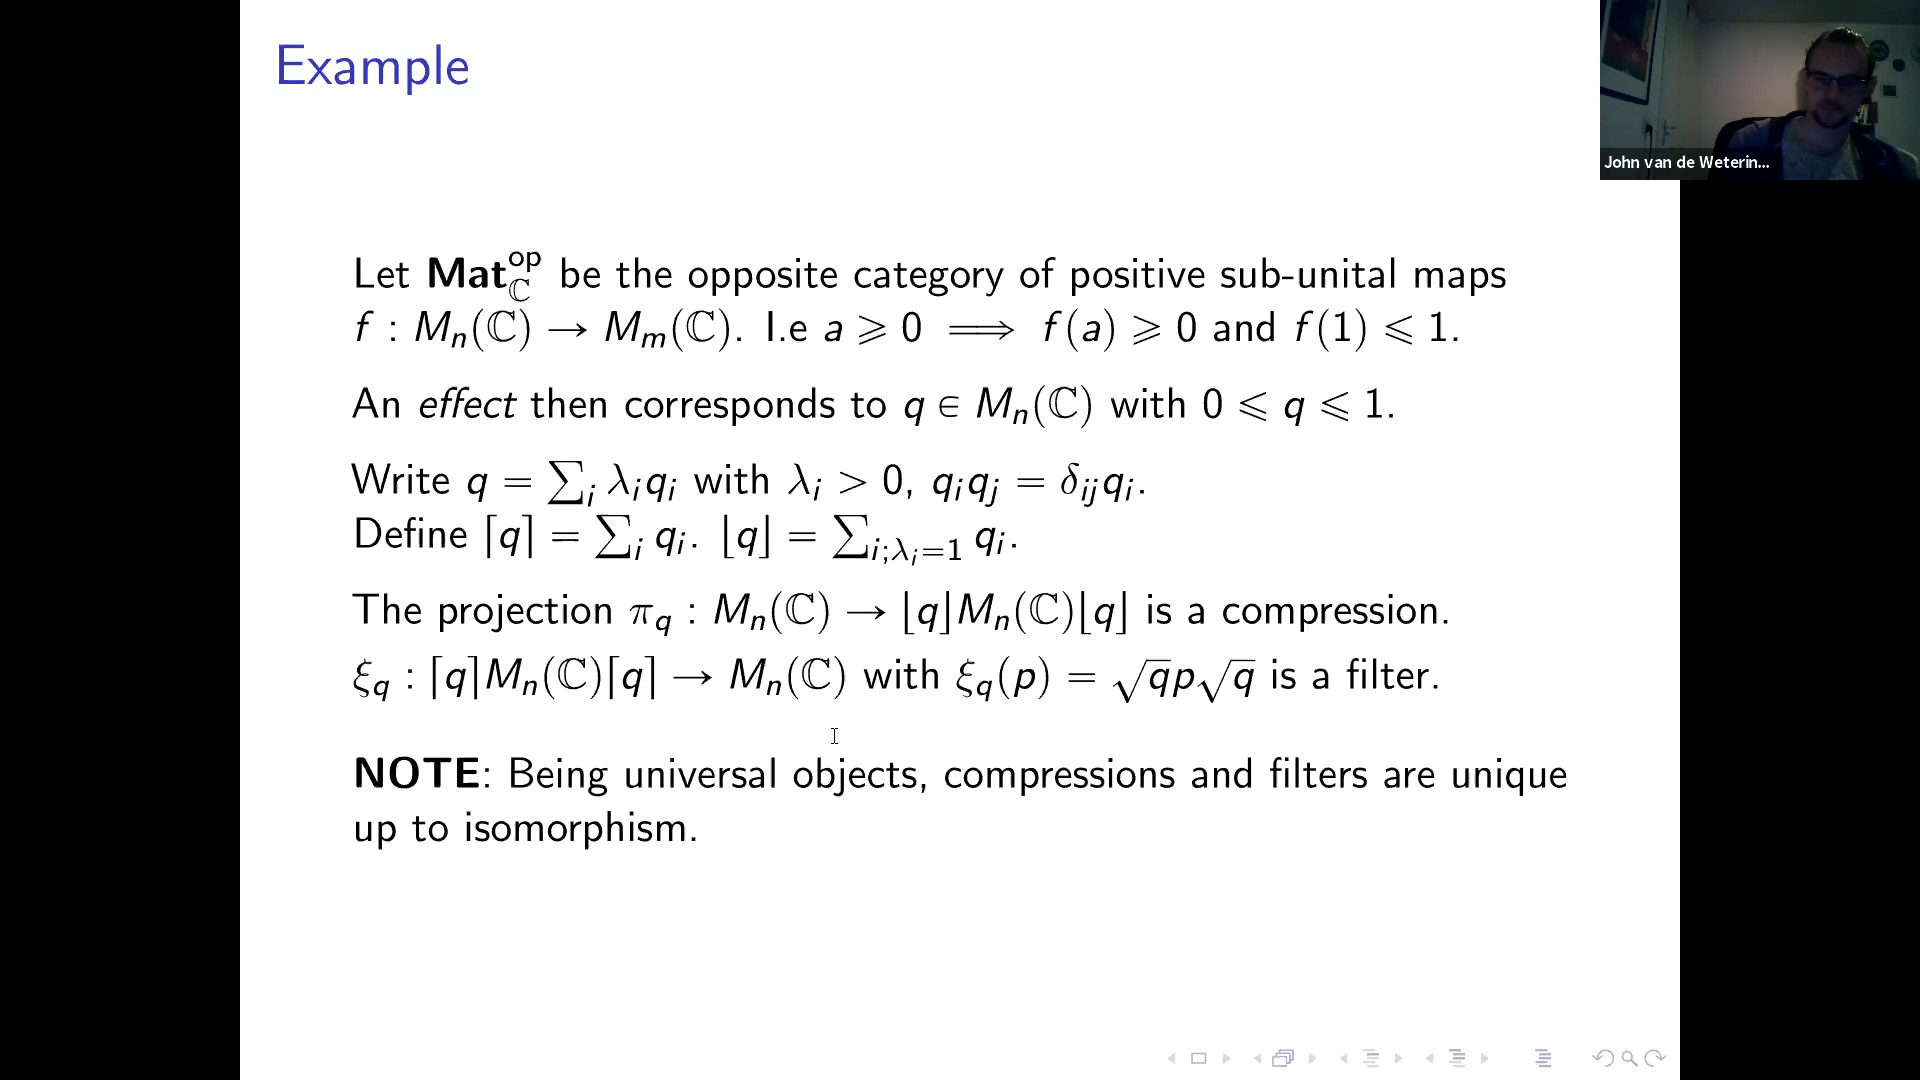 Example
John van de Weterin...
Let Mat^op_ℂ be the opposite category of positive sub-unital maps
f : M_n(ℂ) → M_m(ℂ). I.e a ⩾ 0 ⟹ f(a) ⩾ 0 and f(1) ⩽ 1.
An effect then corresponds to q ∈ M_n(ℂ) with 0 ⩽ q ⩽ 1.
Write q = ∑_i λ_i q_i with λ_i > 0, q_i q_j = δ_ij q_i.
Define ⌈q⌉ = ∑_i q_i. ⌊q⌋ = ∑_{i;λ_i=1} q_i.
The projection π_q : M_n(ℂ) → ⌊q⌋M_n(ℂ)⌊q⌋ is a compression.
ξ_q : ⌈q⌉M_n(ℂ)⌈q⌉ → M_n(ℂ) with ξ_q(p) = √q p√q is a filter.
NOTE: Being universal objects, compressions and filters are unique
up to isomorphism.